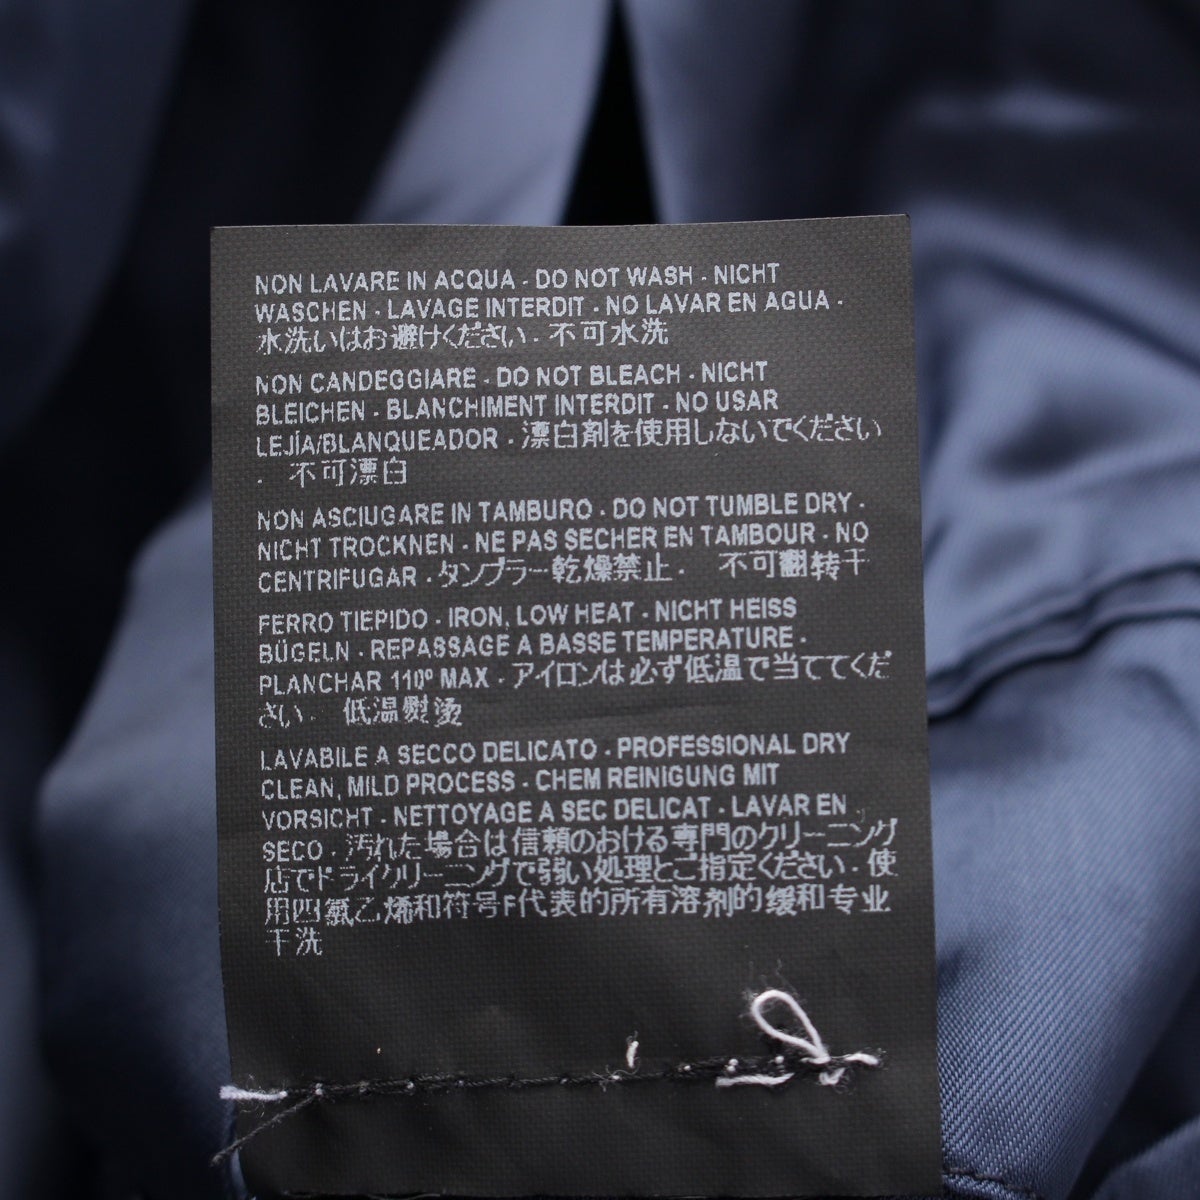 NON LAVARE IN ACQUA - DO NOT WASH - NICHT
WASCHEN - LAVAGE INTERDIT - NO LAVAR EN AGUA -
水洗いはお避けください - 不可水洗
NON CANDEGGIARE - DO NOT BLEACH - NICHT
BLEICHEN - BLANCHIMENT INTERDIT - NO USAR
LEJÍA/BLANQUEADOR - 漂白剤を使用しないでください
- 不可漂白
NON ASCIUGARE IN TAMBURO - DO NOT TUMBLE DRY -
NICHT TROCKNEN - NE PAS SECHER EN TAMBOUR - NO
CENTRIFUGAR - タンブラー乾燥禁止 - 不可翻转干
FERRO TIEPIDO - IRON, LOW HEAT - NICHT HEISS
BÜGELN - REPASSAGE A BASSE TEMPERATURE -
PLANCHAR 110º MAX - アイロンは必ず低温で当ててくだ
さい - 低温熨烫
LAVABILE A SECCO DELICATO - PROFESSIONAL DRY
CLEAN, MILD PROCESS - CHEM REINIGUNG MIT
VORSICHT - NETTOYAGE A SEC DELICAT - LAVAR EN
SECO - 汚れた場合は信頼のおける専門のクリーニング
店でドライクリーニングで弱い処理とご指定ください - 使
用四氯乙烯和符号F代表的所有溶剂的缓和专业
干洗